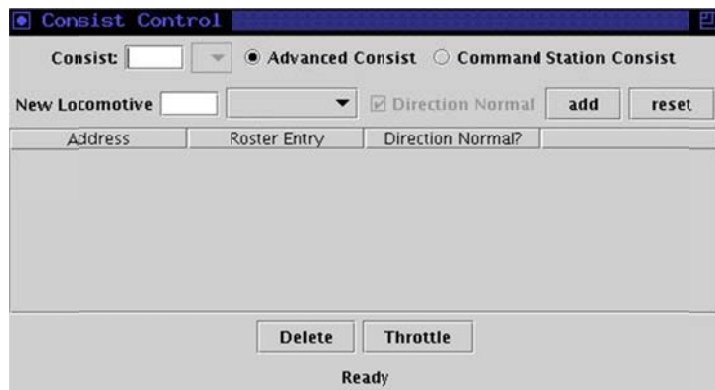 Consist Control
Consist: Advanced Consist Command Station Consist
New Locomotive Direction Normal add reset
Address Roster Entry Direction Normal?
Delete Throttle
Ready